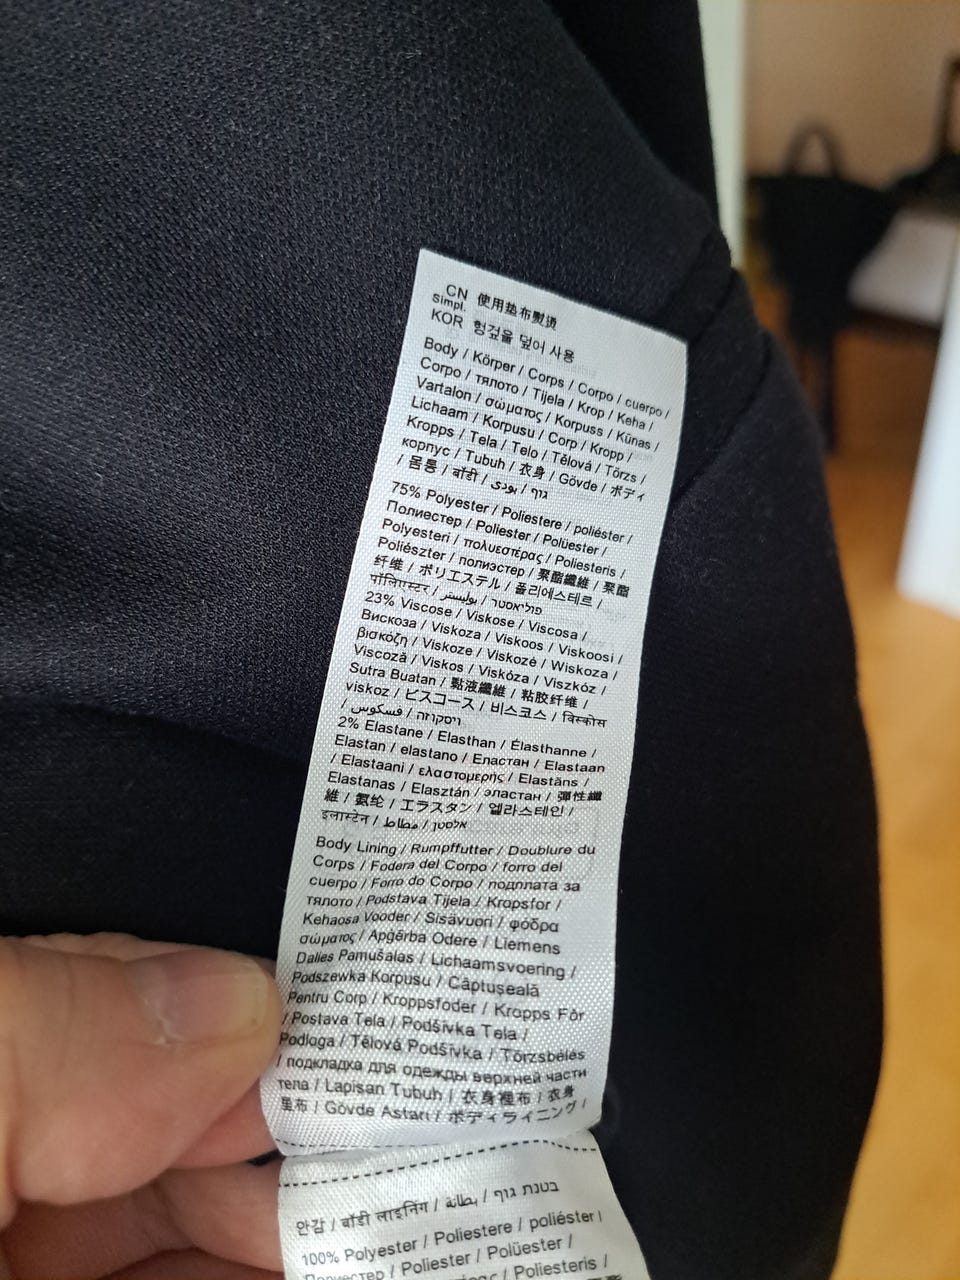 CN 使用垫布熨烫
Simpl.
KOR 헝겊을 덮어 사용
Body / Körper / Corps / Corpo / cuerpo /
Corpo / тялото / Tijela / Krop / Keha /
Vartalon / σώματος / Korpuss / Kūnas /
Lichaam / Korpusu / Corp / Kropp /
Kropps / Tela / Telo / Tělová / Törzs /
корпус / Tubuh / 衣身 / Gövde / ボディ
/ 몸통 / बॉडी / بودي / גוף
75% Polyester / Poliestere / poliéster /
Полиестер / Poliester / Polüester /
Polyesteri / πολυεστέρας / Poliesteris /
Poliészter / полиэстер / 聚酯纖維 / 聚酯
纤维 / ポリエステル / 폴리에스테르 /
पॉलिएस्टर / بوليستر / פוליאסטר
23% Viscose / Viskose / Viscosa /
Вискоза / Viskoza / Viskoos / Viskoosi /
βισκόζη / Viskoze / Viskozė / Wiskoza /
Viscoză / Viskos / Viskóza / Viszkóz /
Sutra Buatan / 黏液纖維 / 粘胶纤维 /
viskoz / ビスコース / 비스코스 / विस्कोस
/ فسكوس / ויסקוזה
2% Elastane / Elasthan / Élasthanne /
Elastan / elastano / Еластан / Elastaan
/ Elastaani / ελαστομερής / Elastāns /
Elastanas / Elasztán / эластан / 彈性纖
維 / 氨纶 / エラスタン / 엘라스테인 /
इलास्टेन / مطاط / אלסטן
Body Lining / Rumpffutter / Doublure du
Corps / Fodera del Corpo / forro del
cuerpo / Forro do Corpo / подплата за
тялото / Podstava Tijela / Kropsfor /
Kehaosa Vooder / Sisävuori / φόδρα
σώματος / Apģērba Odere / Liemens
Dalies Pamušalas / Lichaamsvoering /
Podszewka Korpusu / Căptușeală
Pentru Corp / Kroppsfoder / Kropps Fôr
/ Postava Tela / Podšívka Tela /
Podloga / Tělová Podšívka / Törzsbélés
/ подкладка для одежды верхней части
тела / Lapisan Tubuh / 衣身裡布 / 衣身
里布 / Gövde Astarı / ボディライニング /
안감 / बॉडी लाइनिंग / بطانة / בטנת גוף
100% Polyester / Poliestere / poliéster /
Полиестер / Poliester / Polüester /
/ Poliesteris /